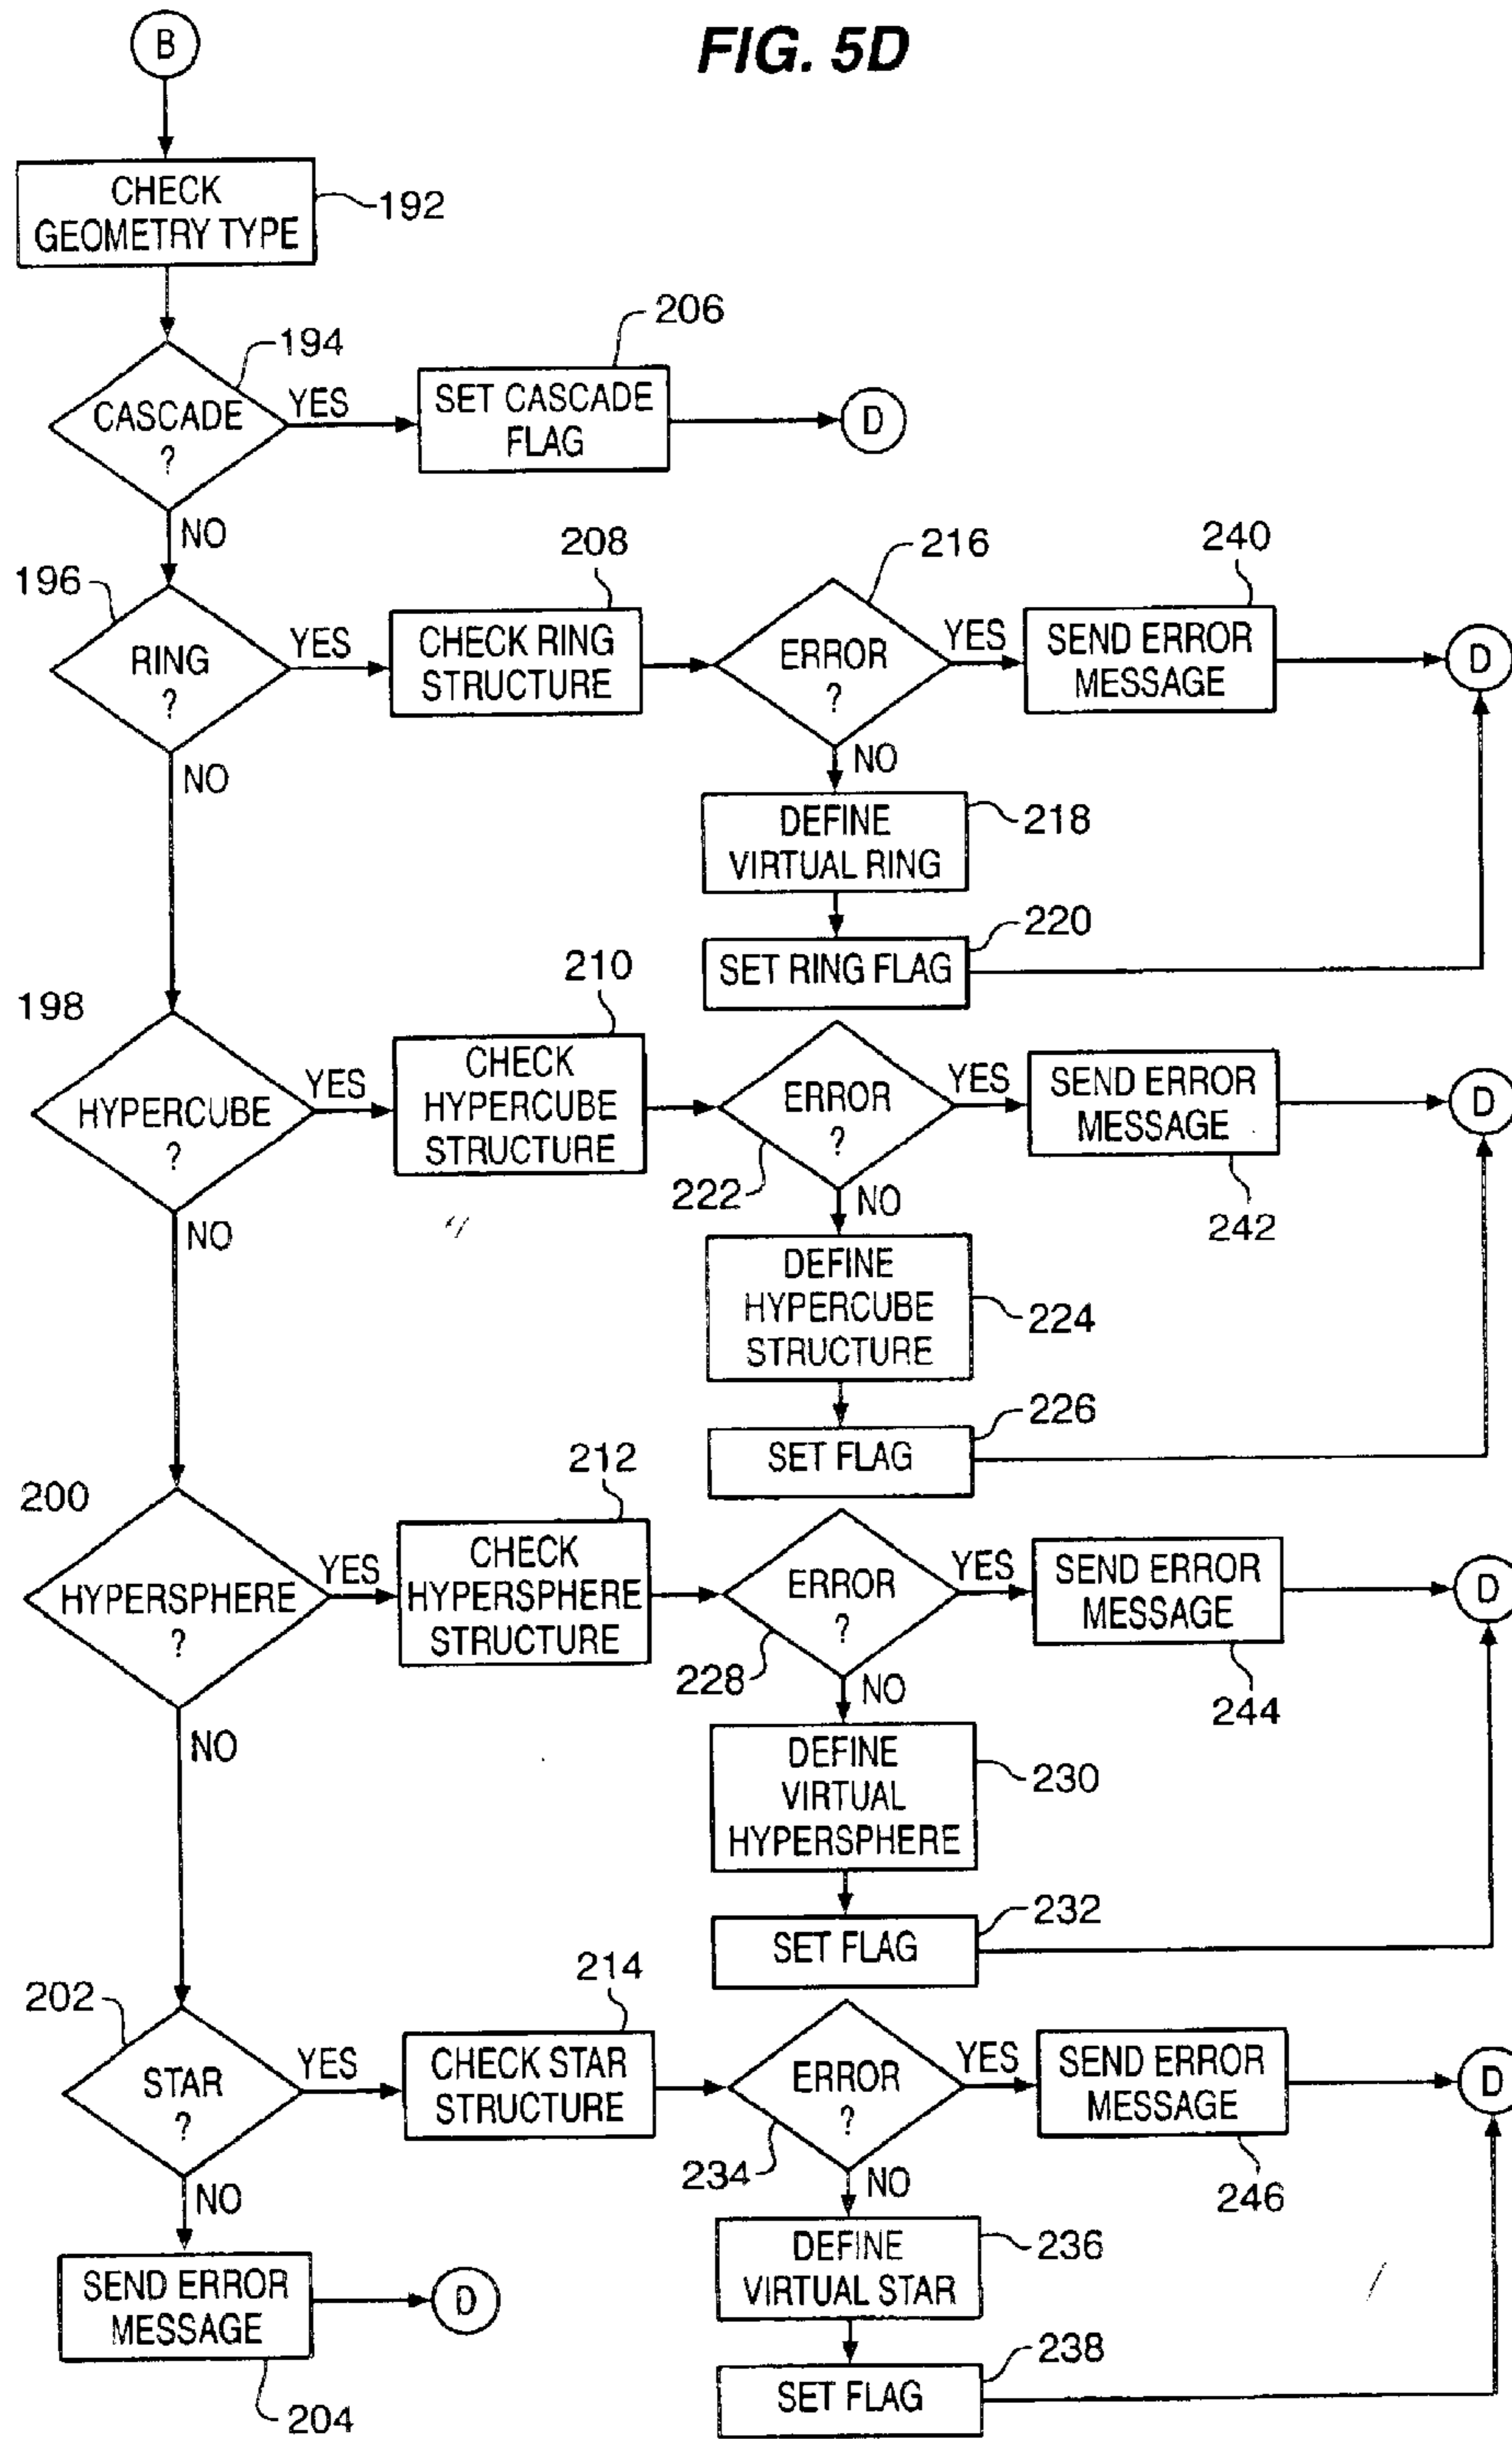 FIG. 5D
B
CHECK
GEOMETRY TYPE
192
194
CASCADE
?
YES
206
SET CASCADE
FLAG
D
NO
196
RING
?
YES
208
CHECK RING
STRUCTURE
216
ERROR
?
YES
240
SEND ERROR
MESSAGE
D
NO
218
DEFINE
VIRTUAL RING
220
SET RING FLAG
NO
198
HYPERCUBE
?
YES
210
CHECK
HYPERCUBE
STRUCTURE
ERROR
?
222
YES
SEND ERROR
MESSAGE
242
D
NO
DEFINE
HYPERCUBE
STRUCTURE
224
226
SET FLAG
NO
200
HYPERSPHERE
?
YES
212
CHECK
HYPERSPHERE
STRUCTURE
ERROR
?
228
YES
SEND ERROR
MESSAGE
244
D
NO
DEFINE
VIRTUAL
HYPERSPHERE
230
232
SET FLAG
NO
202
STAR
?
YES
214
CHECK STAR
STRUCTURE
ERROR
?
234
YES
SEND ERROR
MESSAGE
246
D
NO
DEFINE
VIRTUAL STAR
236
238
SET FLAG
NO
SEND ERROR
MESSAGE
204
D